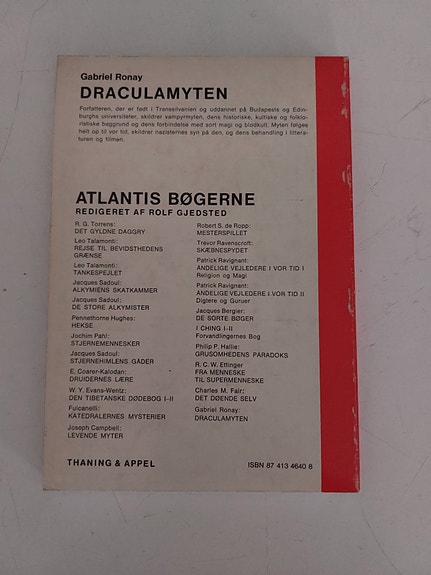 Gabriel Ronay
DRACULAMYTEN
Forfatteren, der er født i Transsilvanien og uddannet på Budapests og Edin-
burghs universiteter, skildrer vampyrmyten, dens historiske, kultiske og folklo-
ristiske baggrund og dens forbindelse med sort magi og blodkult. Myten følges
helt op til vor tid, skildrer nazisternes syn på den, og dens behandling i littera-
turen og filmen.
ATLANTIS BØGERNE
REDIGERET AF ROLF GJEDSTED
R. G. Torrens:
DET GYLDNE DAGGRY
Leo Talamonti:
REJSE TIL BEVIDSTHEDENS
GRÆNSE
Leo Talamonti:
TANKESPEJLET
Jacques Sadoul:
ALKYMIENS SKATKAMMER
Jacques Sadoul:
DE STORE ALKYMISTER
Pennethorne Hughes:
HEKSE
Jochim Pahl:
STJERNEMENNESKER
Jacques Sadoul:
STJERNEHIMLENS GÅDER
E. Coarer-Kalodan:
DRUIDERNES LÆRE
W. Y. Evans-Wentz:
DEN TIBETANSKE DØDEBOG I-II
Fulcanelli:
KATEDRALERNES MYSTERIER
Joseph Campbell:
LEVENDE MYTER
Robert S. de Ropp:
MESTERSPILLET
Trevor Ravenscroft:
SKÆBNESPYDET
Patrick Ravignant:
ÅNDELIGE VEJLEDERE I VOR TID I
Religion og Magi
Patrick Ravignant:
ÅNDELIGE VEJLEDERE I VOR TID II
Digtere og Guruer
Jacques Bergier:
DE SORTE BØGER
I CHING I-II
Forvandlingernes Bog
Philip P. Hallie:
GRUSOMHEDENS PARADOKS
R. C. W. Ettinger
FRA MENNESKE
TIL SUPERMENNESKE
Charles M. Fair:
DET DØENDE SELV
Gabriel Ronay:
DRACULAMYTEN
THANING & APPEL
ISBN 87 413 4640 8